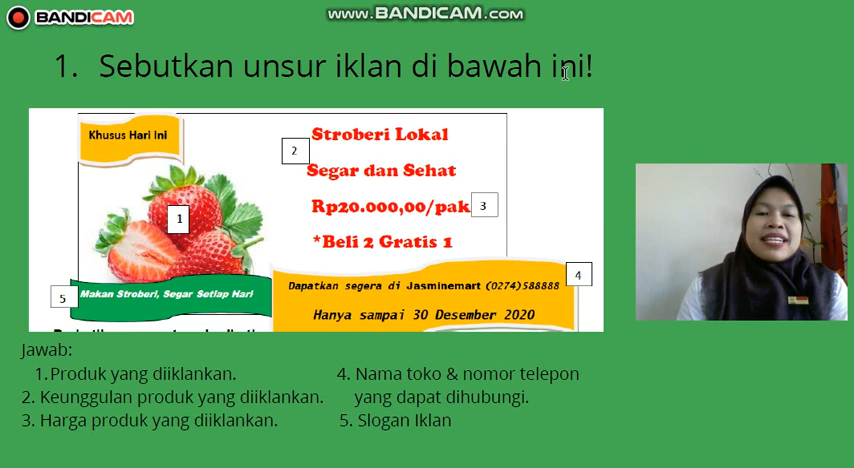 BANDICAM
www.BANDICAM.com
1. Sebutkan unsur iklan di bawah ini!
Khusus Hari Ini
Stroberi Lokal
2
Segar dan Sehat
Rp20.000,00/pak
3
1
*Beli 2 Gratis 1
4
Dapatkan segera di Jasminemart (0274)588888
5
Makan Stroberi, Segar Setiap Hari
Hanya sampai 30 Desember 2020
Jawab:
1.Produk yang diiklankan.
2. Keunggulan produk yang diiklankan.
3. Harga produk yang diiklankan.
4. Nama toko & nomor telepon
yang dapat dihubungi.
5. Slogan Iklan